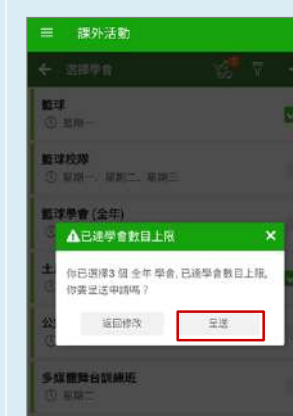 課外活動
選擇學會
籃球
星期一
籃球校隊
星期一、星期二、星期三
籃球學會 (全年)
已達學會數目上限
你已選擇3 個 全年 學會, 已達學會數目上限。
你要呈送申請嗎？
返回修改
呈送
多媒體舞台訓練班
星期二